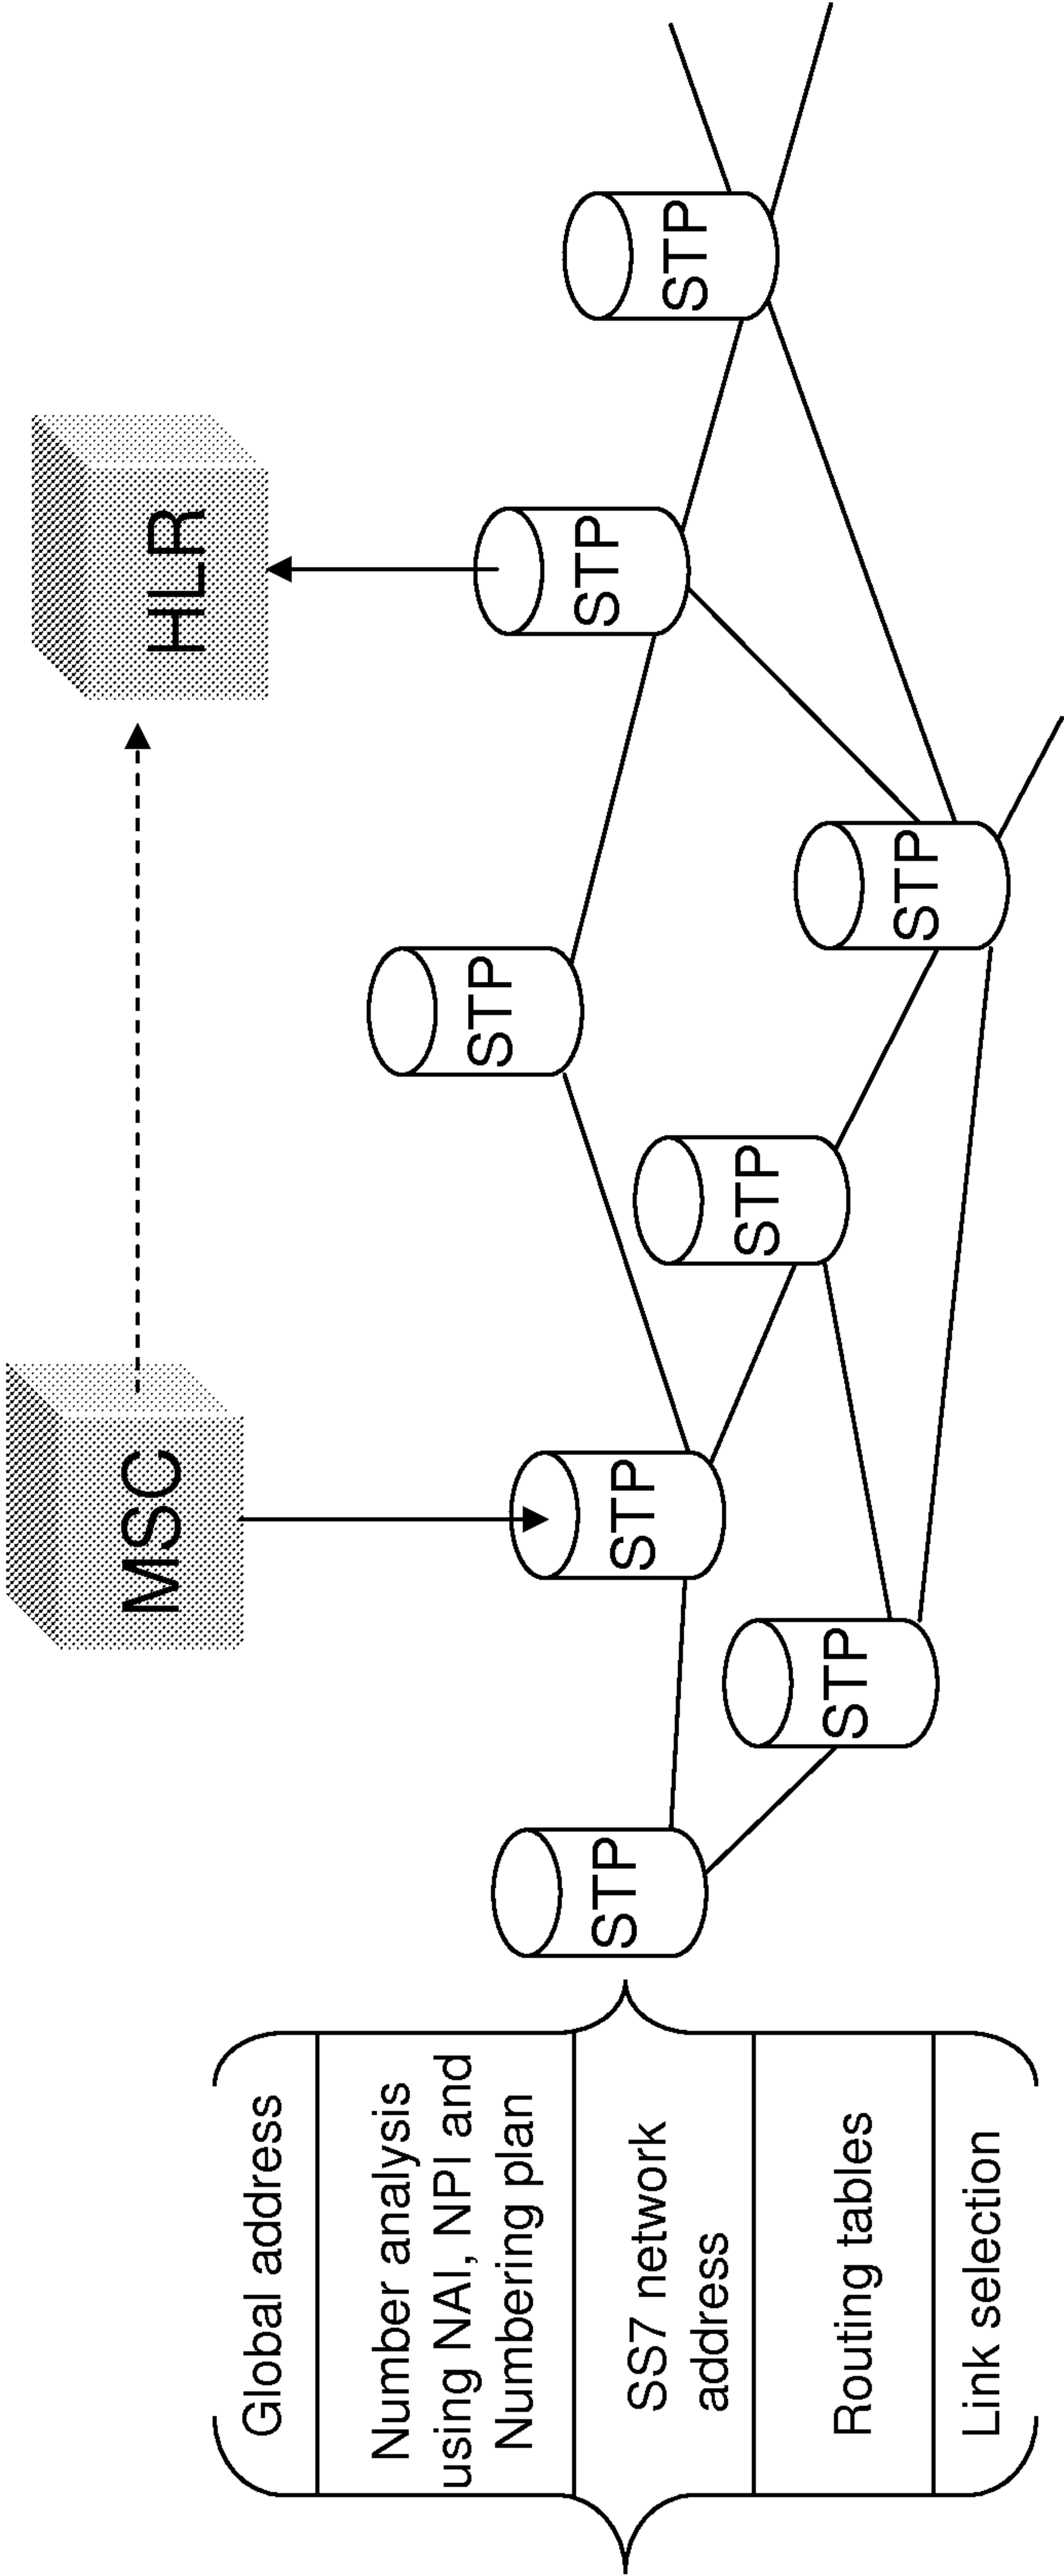 MSC
HLR
STP
STP
STP
STP
STP
STP
STP
STP
Global address
Number analysis
using NAI, NPI and
Numbering plan
SS7 network
address
Routing tables
Link selection